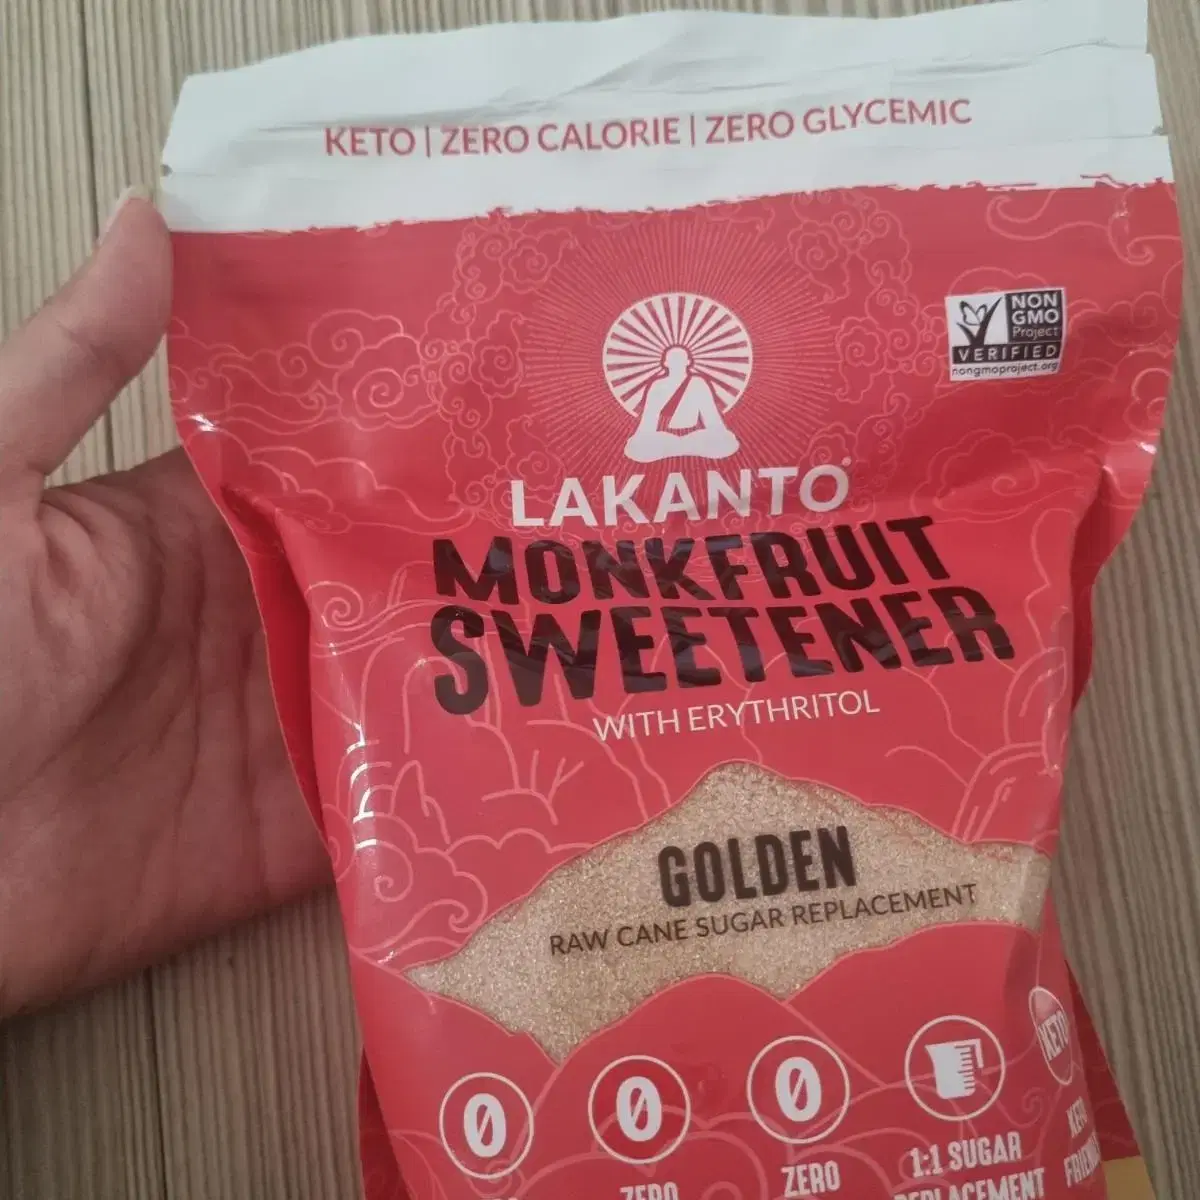 KETO | ZERO CALORIE | ZERO GLYCEMIC
NON
GMO
Project
VERIFIED
nongmoproject.org
LAKANTO®
MONKFRUIT
SWEETENER
WITH ERYTHRITOL
GOLDEN
RAW CANE SUGAR REPLACEMENT
0
0
0
KETO
ZERO
ZERO
1:1 SUGAR
REPLACEMENT
KETO